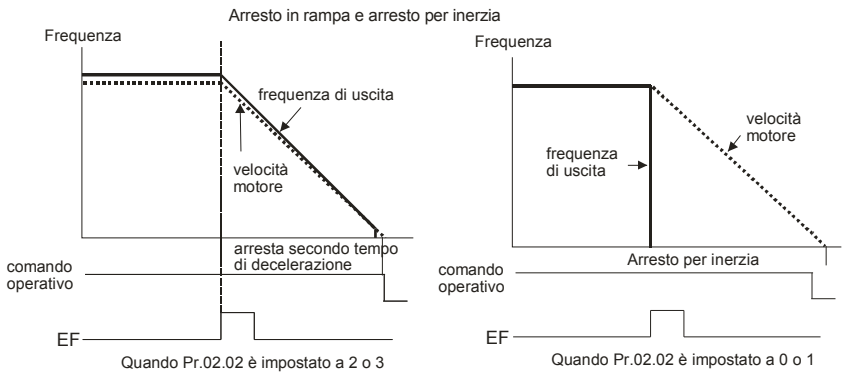 Arresto in rampa e arresto per inerzia
Frequenza
frequenza di uscita
velocità
motore
arresta secondo tempo
di decelerazione
comando
operativo
EF
Quando Pr.02.02 è impostato a 2 o 3
Frequenza
velocità
motore
frequenza
di uscita
Arresto per inerzia
comando
operativo
EF
Quando Pr.02.02 è impostato a 0 o 1